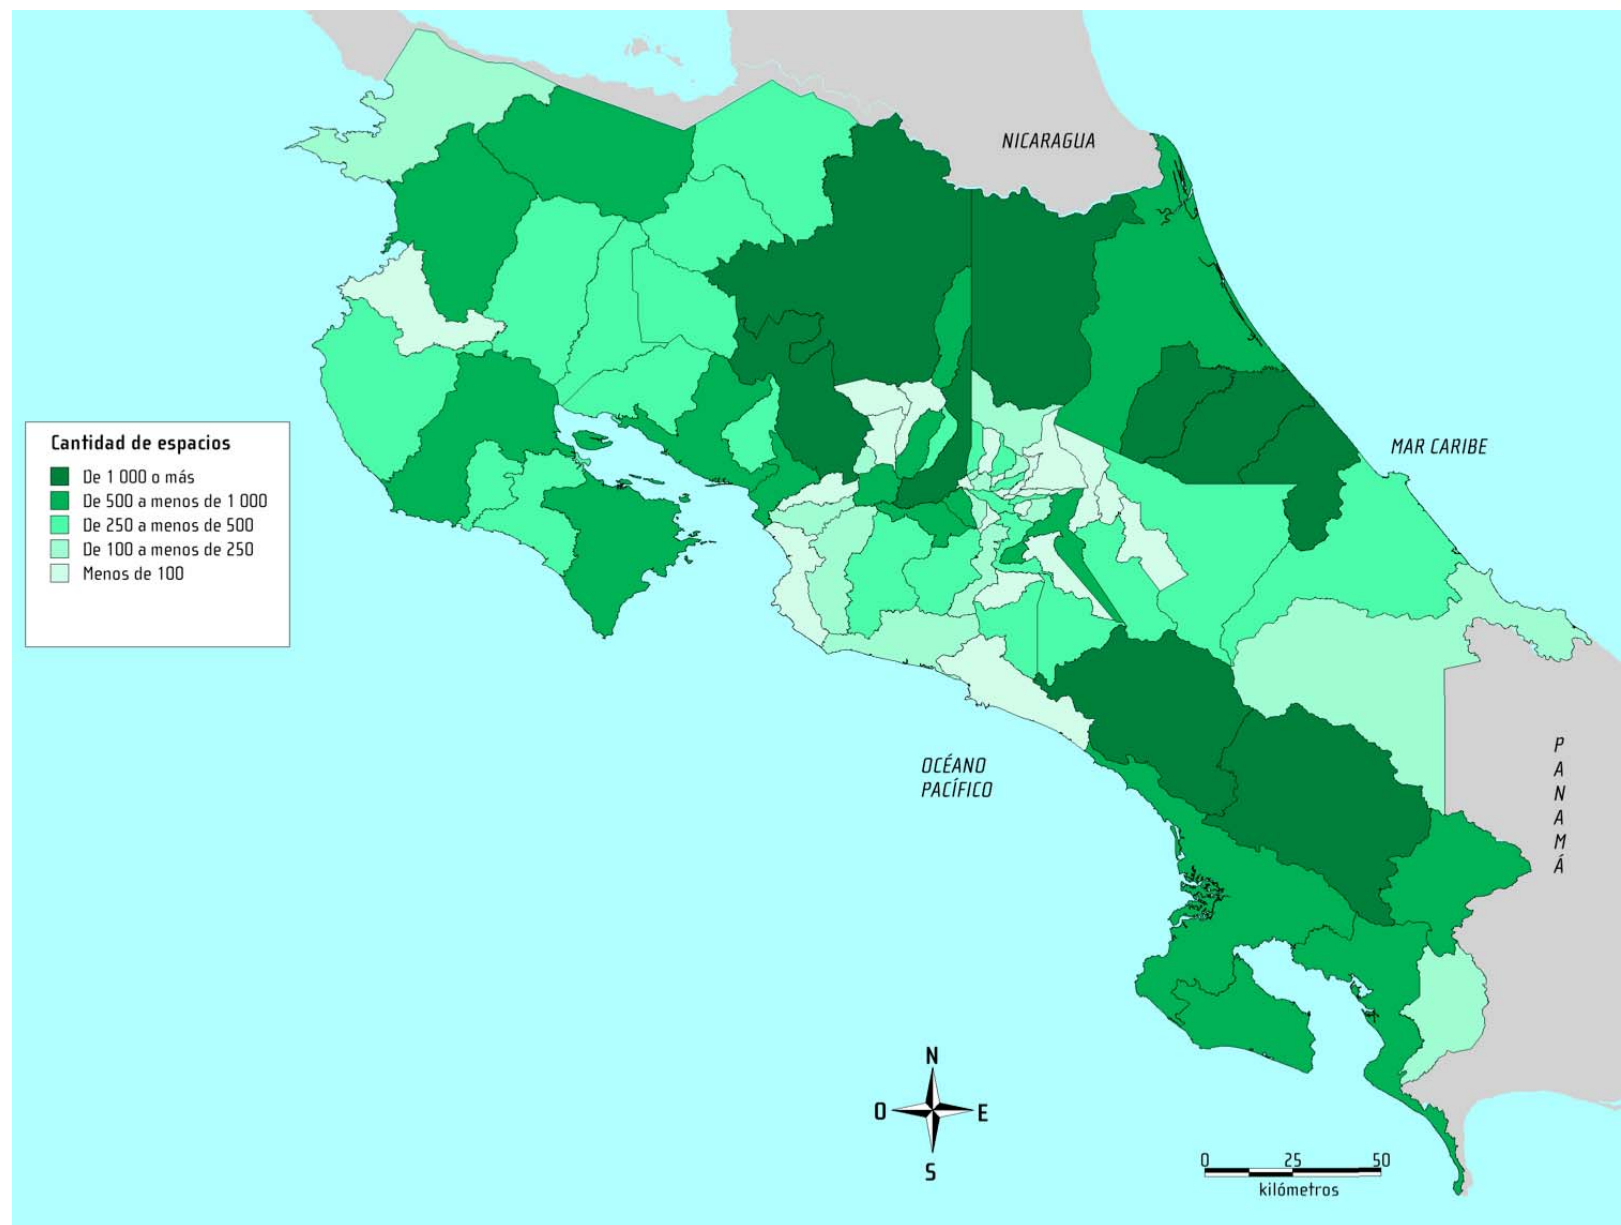 NICARAGUA
Cantidad de espacios
De 1 000 o más
De 500 a menos de 1 000
De 250 a menos de 500
De 100 a menos de 250
Menos de 100
MAR CARIBE
OCÉANO
PACÍFICO
P
A
N
A
M
Á
N
O
E
S
0 25 50
kilómetros